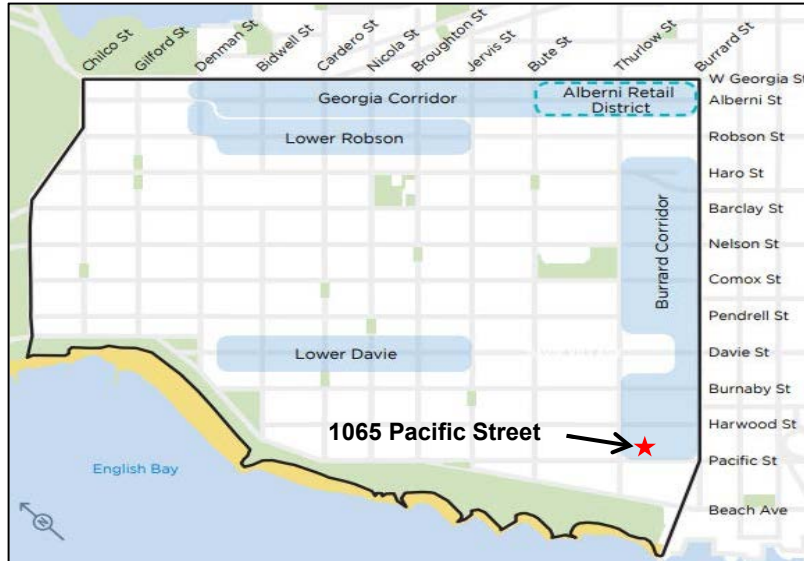 Chilco St
Gilford St
Denman St
Bidwell St
Cardero St
Nicola St
Broughton St
Jervis St
Bute St
Thurlow St
Burrard St
W Georgia St
Georgia Corridor
Alberni Retail
District
Alberni St
Lower Robson
Robson St
Haro St
Barclay St
Burrard Corridor
Nelson St
Comox St
Pendrell St
Lower Davie
Davie St
Burnaby St
1065 Pacific Street
Harwood St
English Bay
Pacific St
Beach Ave
N